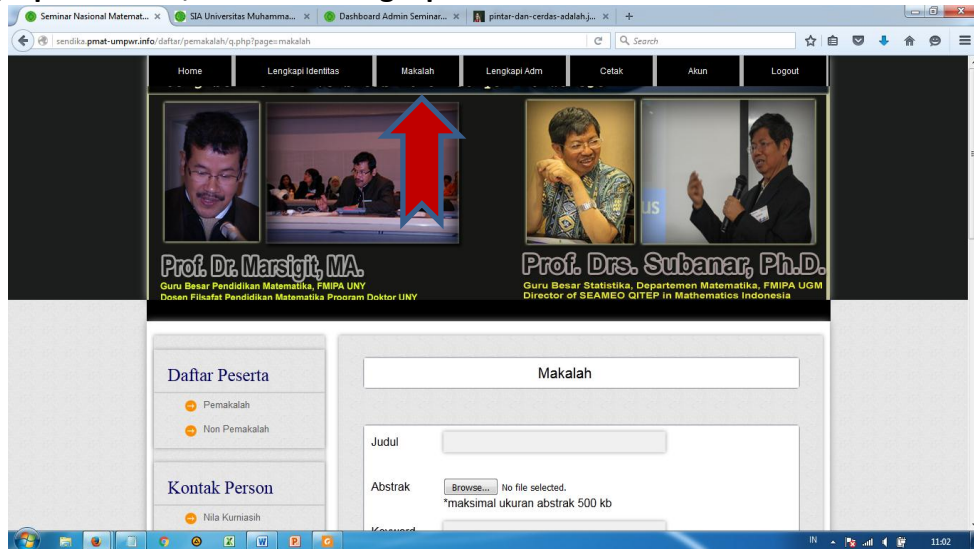 Seminar Nasional Matemat...
SIA Universitas Muhamma...
Dashboard Admin Seminar...
pintar-dan-cerdas-adalah.j...
sendika.pmat-umpwr.info/daftar/pemakalah/q.php?page=makalah
Search
Home Lengkapi Identitas Makalah Lengkapi Adm Cetak Akun Logout
US
Prof. Dr. Marsigit, MA.
Guru Besar Pendidikan Matematika, FMIPA UNY
Dosen Filsafat Pendidikan Matematika Program Doktor UNY
Prof. Drs. Subanar, Ph.D.
Guru Besar Statistika, Departemen Matematika, FMIPA UGM
Director of SEAMEO QITEP in Mathematics Indonesia
Daftar Peserta
Pemakalah
Non Pemakalah
Kontak Person
Nila Kurniasih
Makalah
Judul
Abstrak Browse... No file selected.
*maksimal ukuran abstrak 500 kb
Keyword
IN 11:02